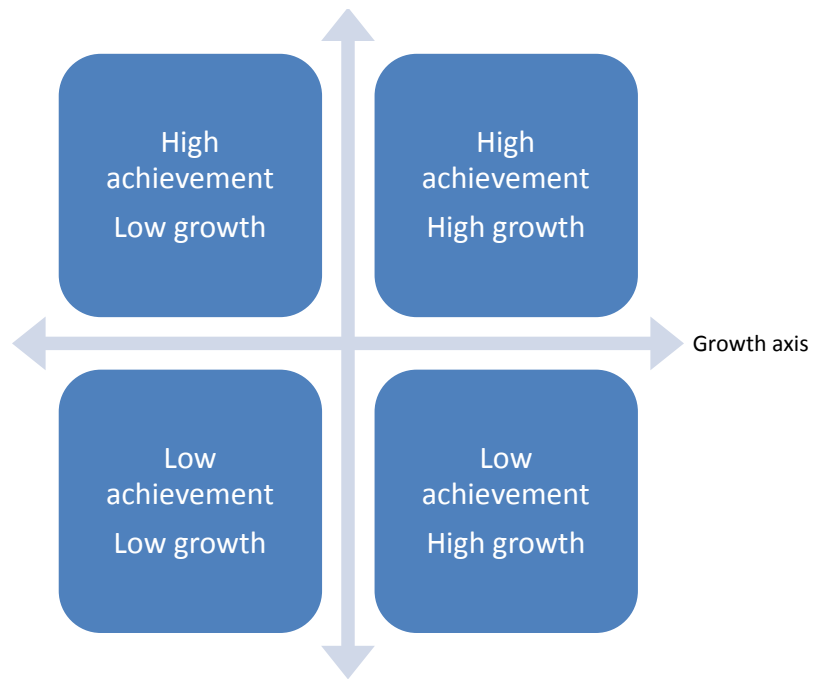 High
achievement
Low growth
High
achievement
High growth
Growth axis
Low
achievement
Low growth
Low
achievement
High growth